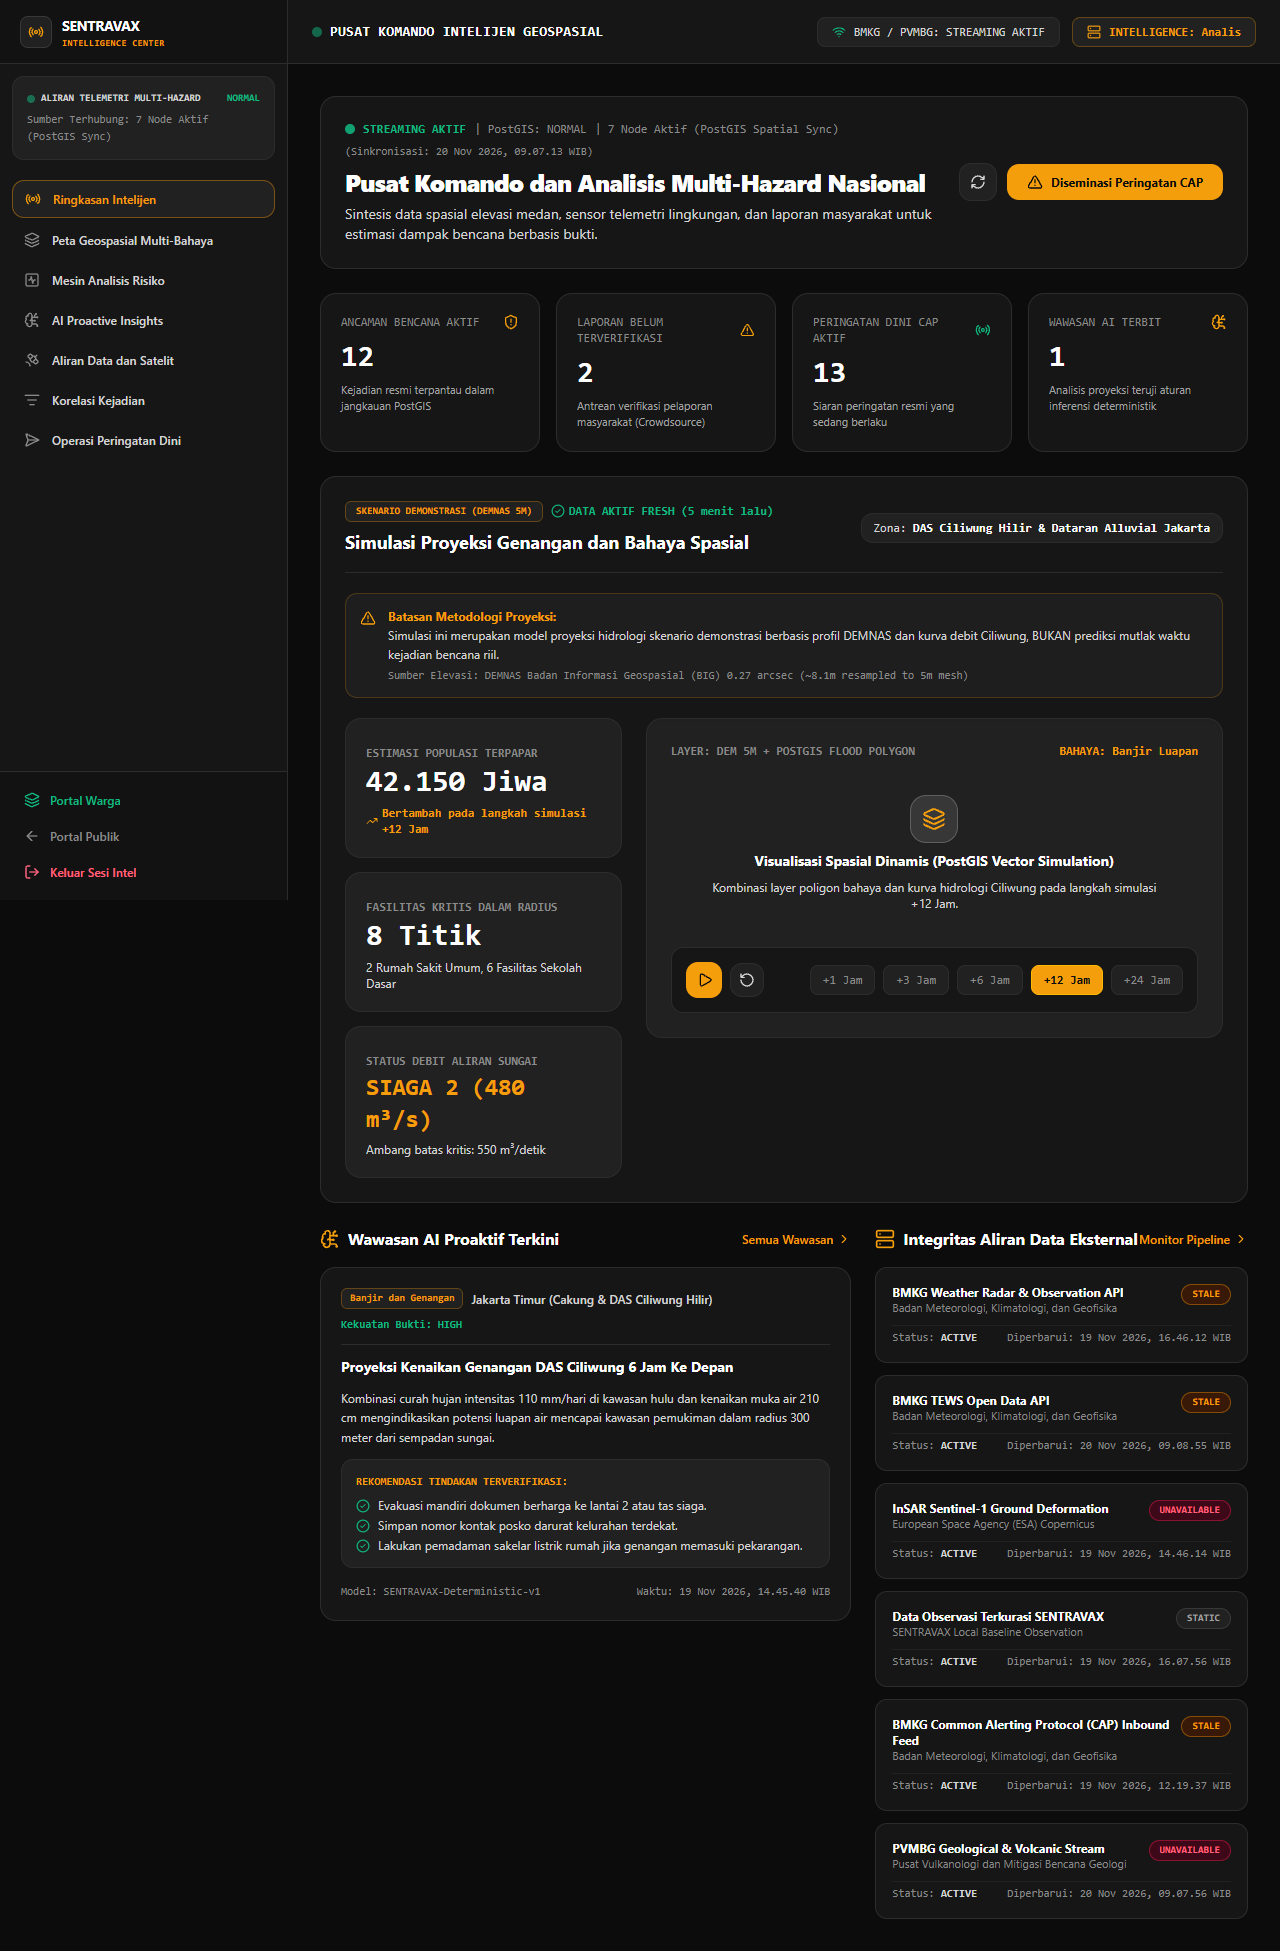 SENTRAVAX
INTELLIGENCE CENTER
ALIRAN TELEMETRI MULTI-HAZARD NORMAL
Sumber Terhubung: 7 Node Aktif
(PostGIS Sync)
Ringkasan Intelijen
Peta Geospasial Multi-Bahaya
Mesin Analisis Risiko
AI Proactive Insights
Aliran Data dan Satelit
Korelasi Kejadian
Operasi Peringatan Dini
Portal Warga
Portal Publik
Keluar Sesi Intel
PUSAT KOMANDO INTELIJEN GEOSPASIAL
BMKG / PVMBG: STREAMING AKTIF
INTELLIGENCE: Analis
STREAMING AKTIF | PostGIS: NORMAL | 7 Node Aktif (PostGIS Spatial Sync)
(Sinkronisasi: 20 Nov 2026, 09.07.13 WIB)
Pusat Komando dan Analisis Multi-Hazard Nasional
Sintesis data spasial elevasi medan, sensor telemetri lingkungan, dan laporan masyarakat untuk
estimasi dampak bencana berbasis bukti.
Diseminasi Peringatan CAP
ANCAMAN BENCANA AKTIF
12
Kejadian resmi terpantau dalam
jangkauan PostGIS
LAPORAN BELUM
TERVERIFIKASI
2
Antrean verifikasi pelaporan
masyarakat (Crowdsource)
PERINGATAN DINI CAP
AKTIF
13
Siaran peringatan resmi yang
sedang berlaku
WAWASAN AI TERBIT
1
Analisis proyeksi teruji aturan
inferensi deterministik
SKENARIO DEMONSTRASI (DEMNAS 5M) DATA AKTIF FRESH (5 menit lalu)
Simulasi Proyeksi Genangan dan Bahaya Spasial
Zona: DAS Ciliwung Hilir & Dataran Alluvial Jakarta
Batasan Metodologi Proyeksi:
Simulasi ini merupakan model proyeksi hidrologi skenario demonstrasi berbasis profil DEMNAS dan kurva debit Ciliwung, BUKAN prediksi mutlak waktu
kejadian bencana riil.
Sumber Elevasi: DEMNAS Badan Informasi Geospasial (BIG) 0.27 arcsec (~8.1m resampled to 5m mesh)
ESTIMASI POPULASI TERPAPAR
42.150 Jiwa
Bertambah pada langkah simulasi
+12 Jam
FASILITAS KRITIS DALAM RADIUS
8 Titik
2 Rumah Sakit Umum, 6 Fasilitas Sekolah
Dasar
STATUS DEBIT ALIRAN SUNGAI
SIAGA 2 (480
m³/s)
Ambang batas kritis: 550 m³/detik
LAYER: DEM 5M + POSTGIS FLOOD POLYGON
BAHAYA: Banjir Luapan
Visualisasi Spasial Dinamis (PostGIS Vector Simulation)
Kombinasi layer poligon bahaya dan kurva hidrologi Ciliwung pada langkah simulasi
+12 Jam.
+1 Jam +3 Jam +6 Jam +12 Jam +24 Jam
Wawasan AI Proaktif Terkini
Semua Wawasan
Banjir dan Genangan Jakarta Timur (Cakung & DAS Ciliwung Hilir)
Kekuatan Bukti: HIGH
Proyeksi Kenaikan Genangan DAS Ciliwung 6 Jam Ke Depan
Kombinasi curah hujan intensitas 110 mm/hari di kawasan hulu dan kenaikan muka air 210
cm mengindikasikan potensi luapan air mencapai kawasan pemukiman dalam radius 300
meter dari sempadan sungai.
REKOMENDASI TINDAKAN TERVERIFIKASI:
Evakuasi mandiri dokumen berharga ke lantai 2 atau tas siaga.
Simpan nomor kontak posko darurat kelurahan terdekat.
Lakukan pemadaman sakelar listrik rumah jika genangan memasuki pekarangan.
Model: SENTRAVAX-Deterministic-v1
Waktu: 19 Nov 2026, 14.45.40 WIB
Integritas Aliran Data Eksternal
Monitor Pipeline
BMKG Weather Radar & Observation API
STALE
Badan Meteorologi, Klimatologi, dan Geofisika
Status: ACTIVE
Diperbarui: 19 Nov 2026, 16.46.12 WIB
BMKG TEWS Open Data API
STALE
Badan Meteorologi, Klimatologi, dan Geofisika
Status: ACTIVE
Diperbarui: 20 Nov 2026, 09.08.55 WIB
InSAR Sentinel-1 Ground Deformation
UNAVAILABLE
European Space Agency (ESA) Copernicus
Status: ACTIVE
Diperbarui: 19 Nov 2026, 14.46.14 WIB
Data Observasi Terkurasi SENTRAVAX
STATIC
SENTRAVAX Local Baseline Observation
Status: ACTIVE
Diperbarui: 19 Nov 2026, 16.07.56 WIB
BMKG Common Alerting Protocol (CAP) Inbound
Feed
STALE
Badan Meteorologi, Klimatologi, dan Geofisika
Status: ACTIVE
Diperbarui: 19 Nov 2026, 12.19.37 WIB
PVMBG Geological & Volcanic Stream
UNAVAILABLE
Pusat Vulkanologi dan Mitigasi Bencana Geologi
Status: ACTIVE
Diperbarui: 20 Nov 2026, 09.07.56 WIB